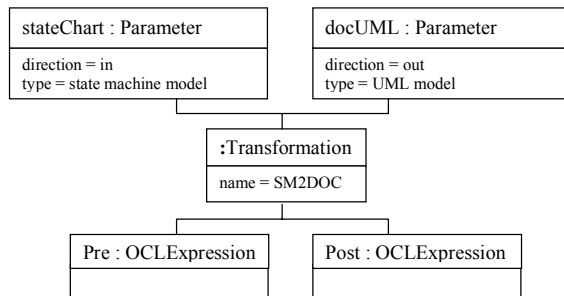 stateChart : Parameter
docUML : Parameter
direction = in
type = state machine model
direction = out
type = UML model
:Transformation
name = SM2DOC
Pre : OCLExpression
Post : OCLExpression